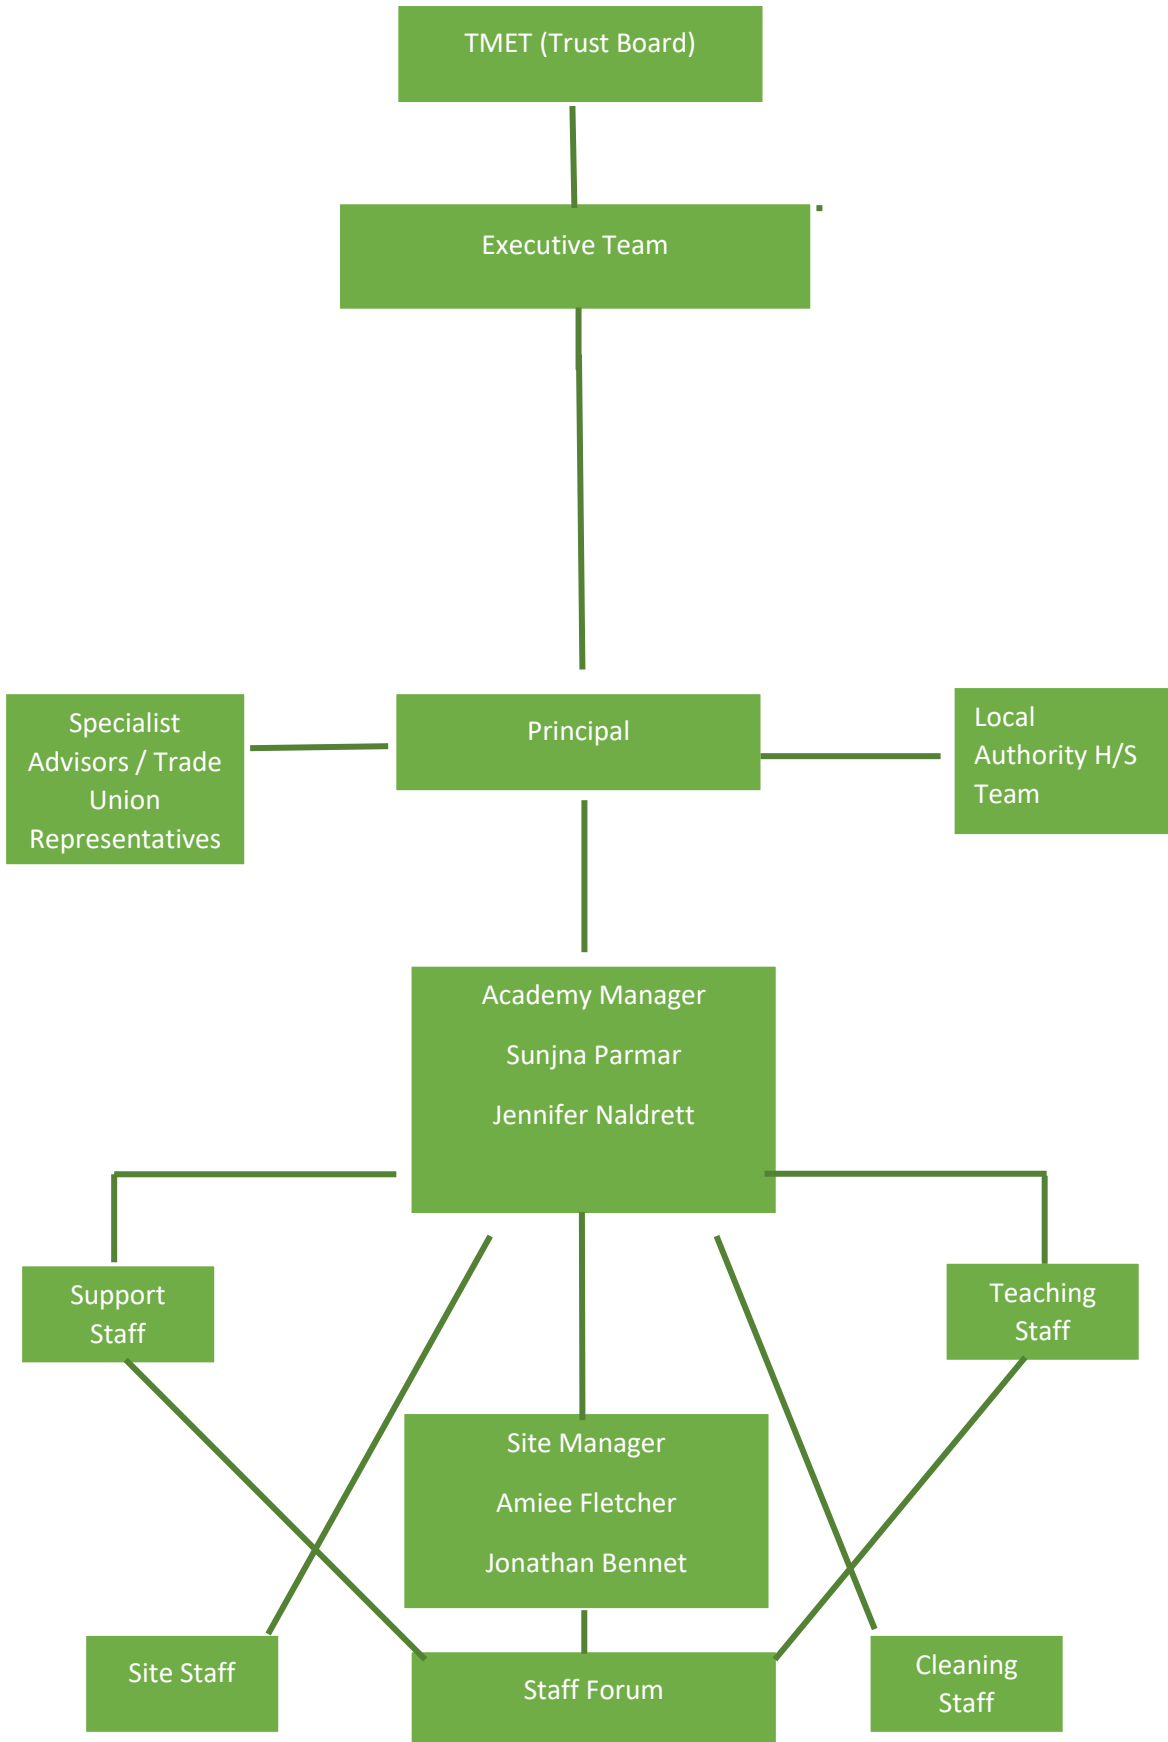 TMET (Trust Board)
Executive Team
Specialist
Advisors / Trade
Union
Representatives
Principal
Local
Authority H/S
Team
Academy Manager
Sunjna Parmar
Jennifer Naldrett
Support
Staff
Teaching
Staff
Site Manager
Amiee Fletcher
Jonathan Bennet
Site Staff
Staff Forum
Cleaning
Staff